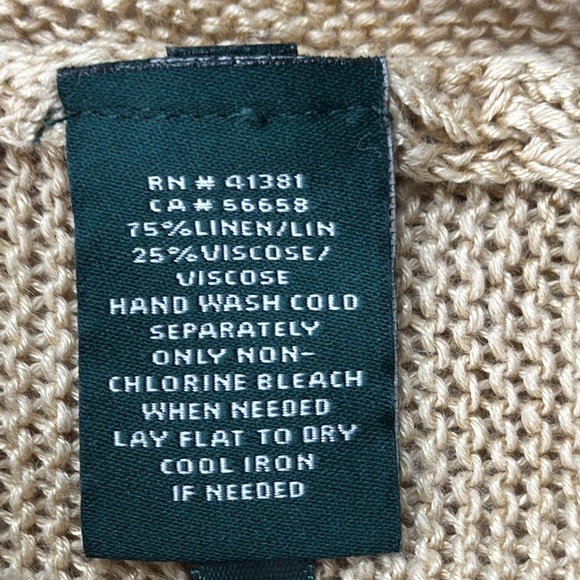 RN # 41381
CA # 56658
75%LINEN/LIN
25%VISCOSE/
VISCOSE
HAND WASH COLD
SEPARATELY
ONLY NON-
CHLORINE BLEACH
WHEN NEEDED
LAY FLAT TO DRY
COOL IRON
IF NEEDED